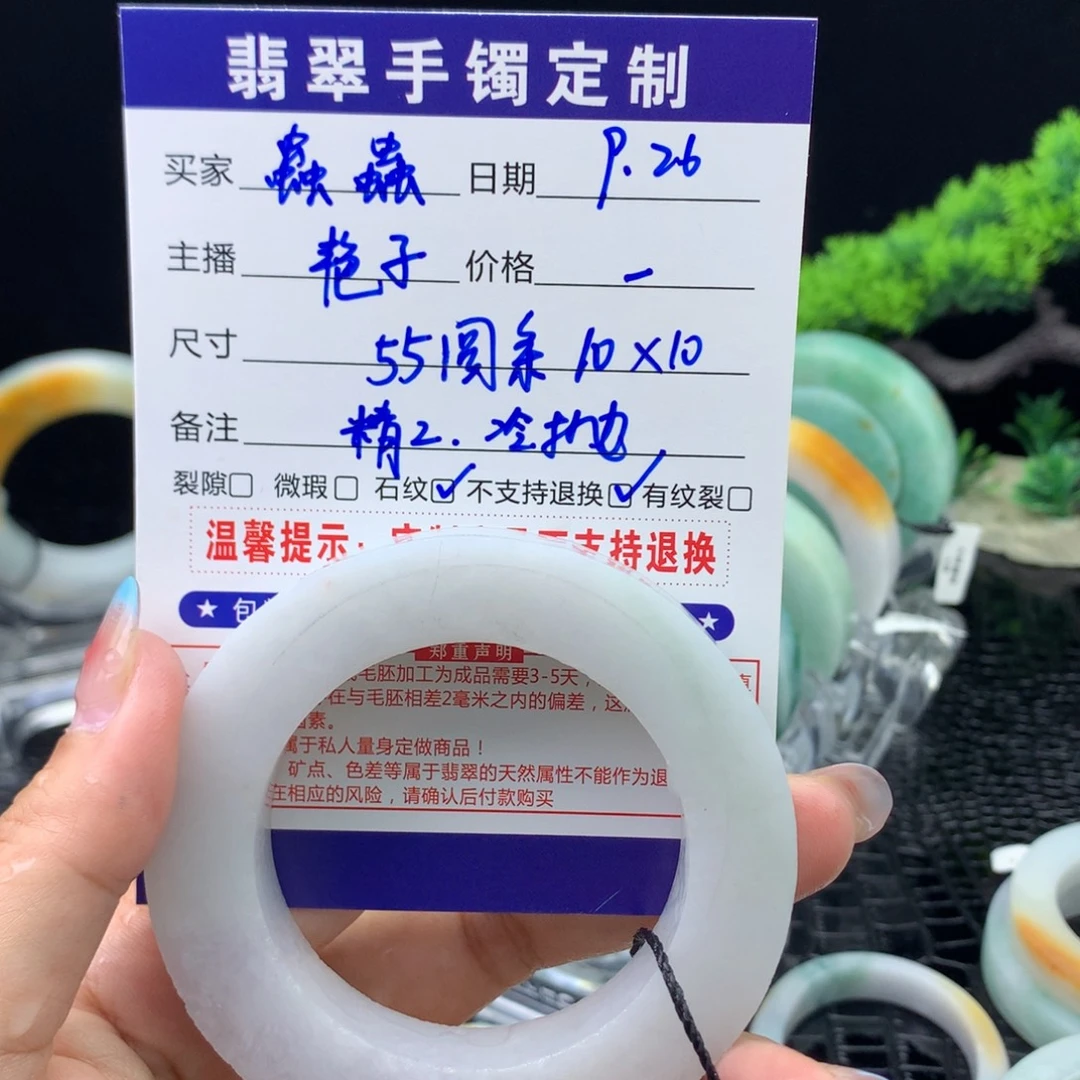 翡翠手镯定制
买家 蟲蟲 日期 9.26
主播 艳子 价格 -
尺寸 55圆条 10×10
备注 精工.冷抛
裂隙□ 微瑕□ 石纹☑ 不支持退换☑ 有纹裂□
温馨提示: 支持退换
★ 包 ★
郑重声明
毛胚加工为成品需要3-5天，
在与毛胚相差2毫米之内的偏差，这
因素。
属于私人量身定做商品！
矿点、色差等属于翡翠的天然属性不能作为退
在相应的风险，请确认后付款购买